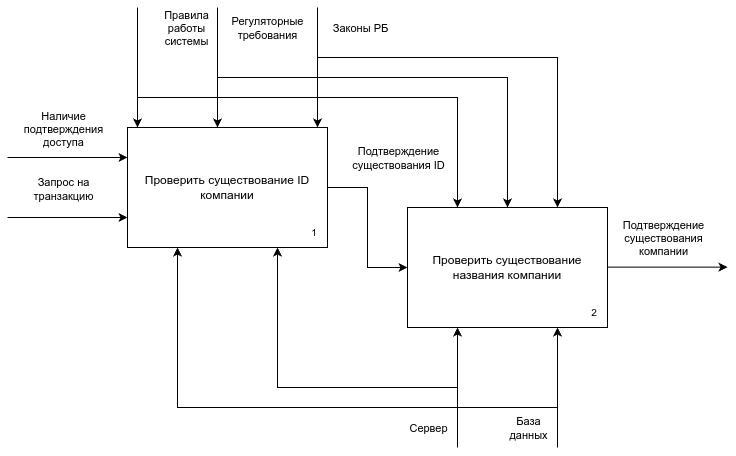 Правила
работы
системы
Регуляторные
требования
Законы РБ
Наличие
подтверждения
доступа
Запрос на
транзакцию
Проверить существование ID
компании
1
Подтверждение
существования ID
Проверить существование
названия компании
2
Подтверждение
существования
компании
Сервер
База
данных